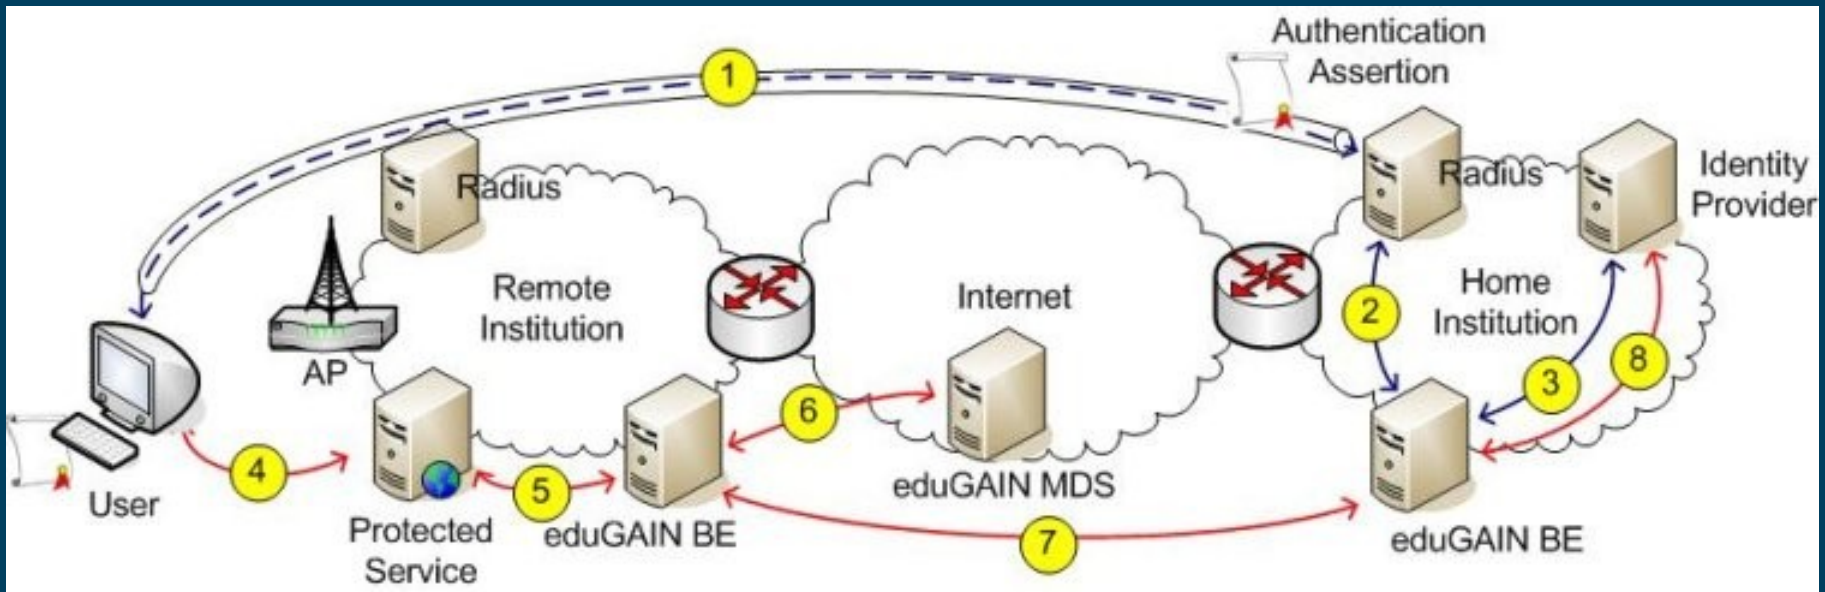 Authentication
Assertion
1
Radius
Radius
Identity
Provider
Remote
Institution
Internet
Home
Institution
2
AP
3
8
6
4
5
User
eduGAIN MDS
Protected
Service
eduGAIN BE
7
eduGAIN BE